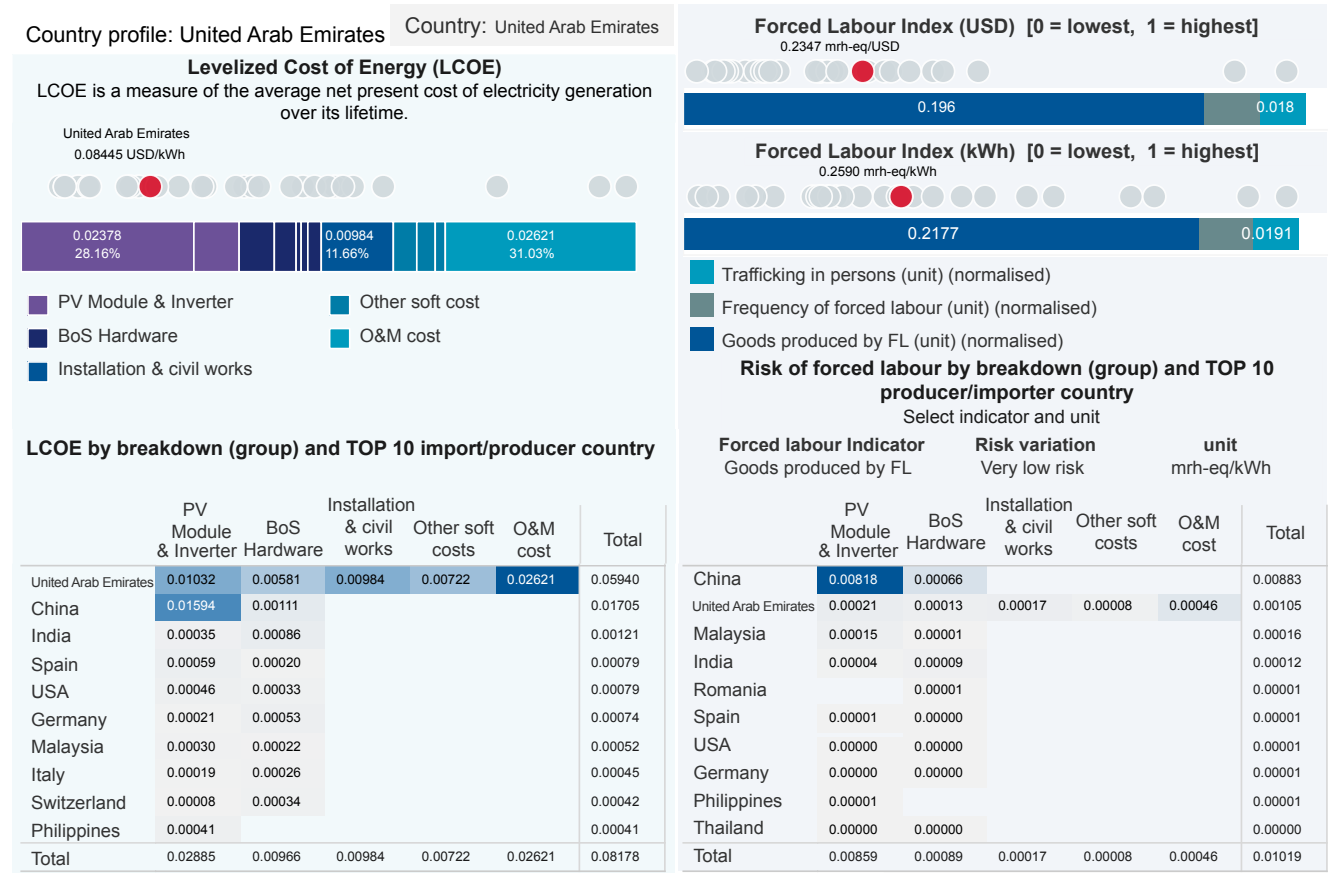 Country profile: United Arab Emirates
Country: United Arab Emirates
Levelized Cost of Energy (LCOE)
LCOE is a measure of the average net present cost of electricity generation
over its lifetime.
United Arab Emirates
0.08445 USD/kWh
0.02378 0.00984 0.02621
28.16% 11.66% 31.03%
PV Module & Inverter
Other soft cost
BoS Hardware
O&M cost
Installation & civil works
LCOE by breakdown (group) and TOP 10 import/producer country
PV Module & Inverter
BoS Hardware
Installation & civil works
Other soft costs
O&M cost
Total
United Arab Emirates 0.01032 0.00581 0.00984 0.00722 0.02621 0.05940
China 0.01594 0.00111 0.01705
India 0.00035 0.00086 0.00121
Spain 0.00059 0.00020 0.00079
USA 0.00046 0.00033 0.00079
Germany 0.00021 0.00053 0.00074
Malaysia 0.00030 0.00022 0.00052
Italy 0.00019 0.00026 0.00045
Switzerland 0.00008 0.00034 0.00042
Philippines 0.00041 0.00041
Total 0.02885 0.00966 0.00984 0.00722 0.02621 0.08178
Forced Labour Index (USD) [0 = lowest, 1 = highest]
0.2347 mrh-eq/USD
0.196 0.018
Forced Labour Index (kWh) [0 = lowest, 1 = highest]
0.2590 mrh-eq/kWh
0.2177 0.0191
Trafficking in persons (unit) (normalised)
Frequency of forced labour (unit) (normalised)
Goods produced by FL (unit) (normalised)
Risk of forced labour by breakdown (group) and TOP 10
producer/importer country
Select indicator and unit
Forced labour Indicator Risk variation unit
Goods produced by FL Very low risk mrh-eq/kWh
PV Module & Inverter
BoS Hardware
Installation & civil works
Other soft costs
O&M cost
Total
China 0.00818 0.00066 0.00883
United Arab Emirates 0.00021 0.00013 0.00017 0.00008 0.00046 0.00105
Malaysia 0.00015 0.00001 0.00016
India 0.00004 0.00009 0.00012
Romania 0.00001 0.00001
Spain 0.00001 0.00000 0.00001
USA 0.00000 0.00000 0.00001
Germany 0.00000 0.00000 0.00001
Philippines 0.00001 0.00001
Thailand 0.00000 0.00000 0.00000
Total 0.00859 0.00089 0.00017 0.00008 0.00046 0.01019